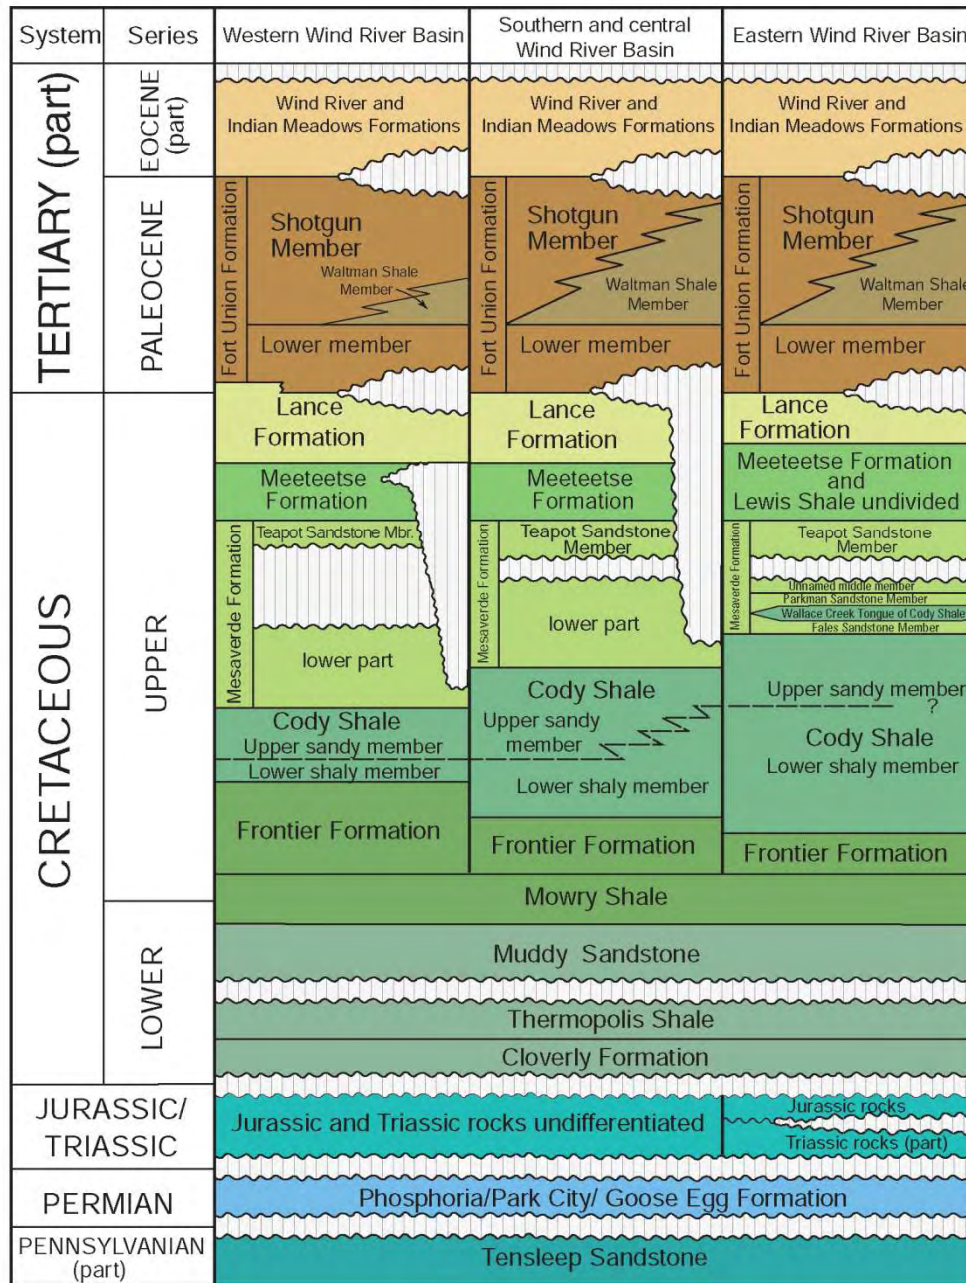 System
Series
Western Wind River Basin
Southern and central
Wind River Basin
Eastern Wind River Basin
TERTIARY (part)
EOCENE
(part)
Wind River and
Indian Meadows Formations
Wind River and
Indian Meadows Formations
Wind River and
Indian Meadows Formations
PALEOCENE
Fort Union Formation
Shotgun
Member
Waltman Shale
Member
Lower member
Fort Union Formation
Shotgun
Member
Waltman Shale
Member
Lower member
Fort Union Formation
Shotgun
Member
Waltman Shale
Member
Lower member
CRETACEOUS
UPPER
Lance
Formation
Meeteetse
Formation
Mesaverde Formation
Teapot Sandstone Mbr.
lower part
Cody Shale
Upper sandy member
Lower shaly member
Frontier Formation
Lance
Formation
Meeteetse
Formation
Mesaverde Formation
Teapot Sandstone
Member
lower part
Cody Shale
Upper sandy
member
Lower shaly member
Frontier Formation
Lance
Formation
Meeteetse Formation
and
Lewis Shale undivided
Mesaverde Formation
Teapot Sandstone
Member
Unnamed middle member
Parkman Sandstone Member
Wallace Creek Tongue of Cody Shale
Fales Sandstone Member
Upper sandy member
?
Cody Shale
Lower shaly member
Frontier Formation
Mowry Shale
LOWER
Muddy Sandstone
Thermopolis Shale
Cloverly Formation
JURASSIC/
TRIASSIC
Jurassic and Triassic rocks undifferentiated
Jurassic rocks
Triassic rocks (part)
PERMIAN
Phosphoria/Park City/ Goose Egg Formation
PENNSYLVANIAN
(part)
Tensleep Sandstone